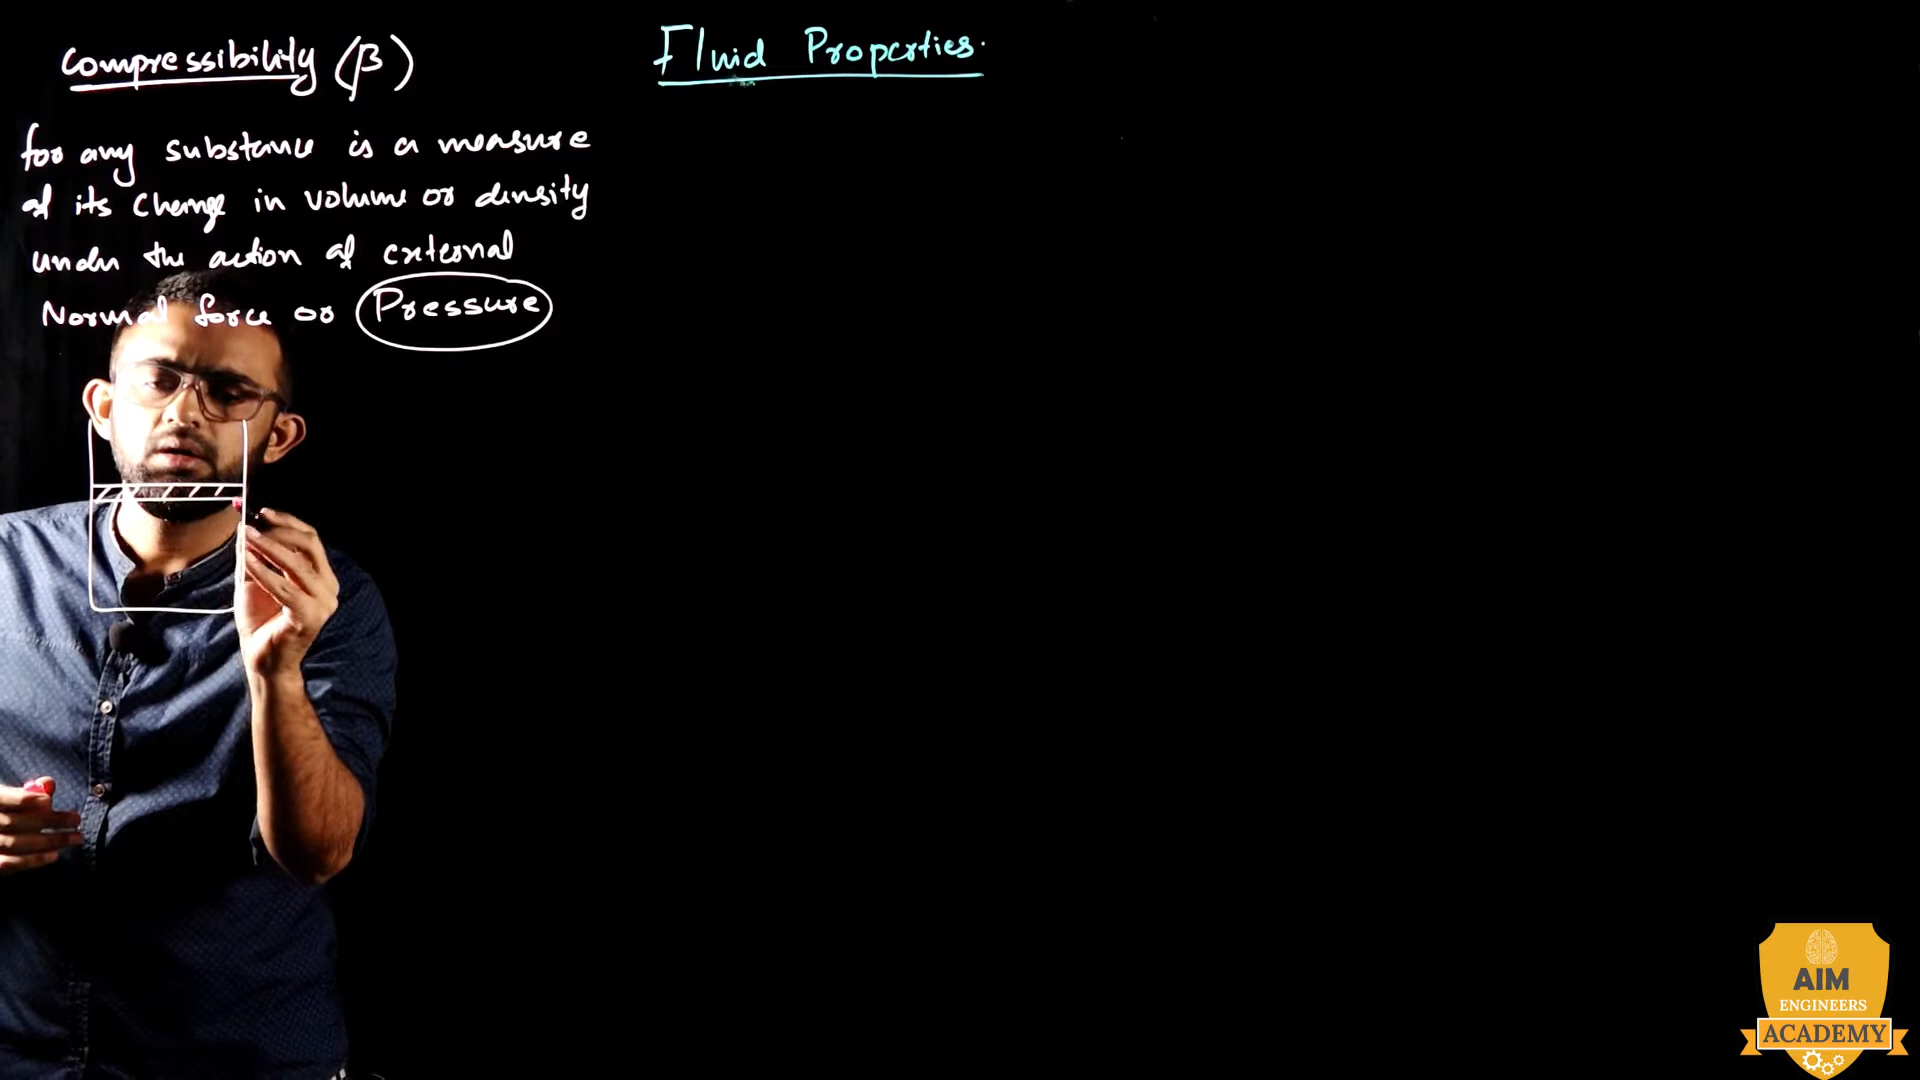 Fluid Properties.
Compressibility (β)
for any substance is a measure
of its change in volume or density
under the action of external
Normal force or Pressure
AIM
ENGINEERS
ACADEMY